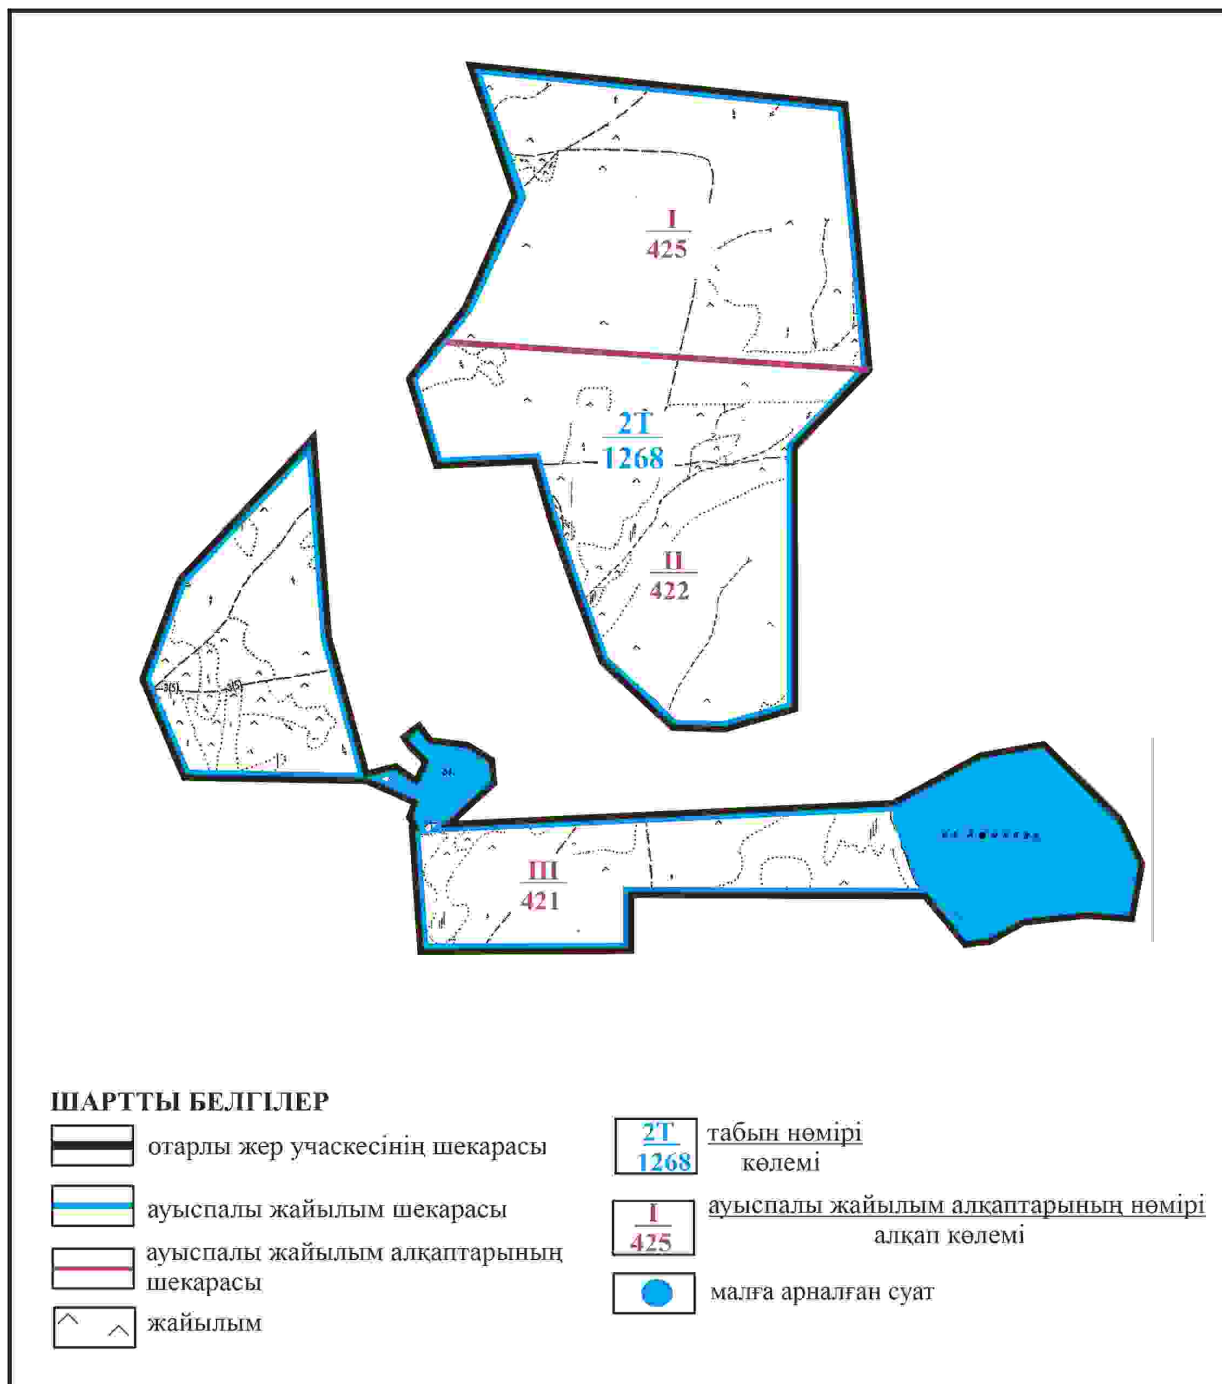 I
425
2Т
1268
II
422
III
421
ШАРТТЫ БЕЛГІЛЕР
отарлы жер учаскесінің шекарасы
ауыспалы жайылым шекарасы
ауыспалы жайылым алқаптарының
шекарасы
жайылым
2Т
1268
табын нөмірі
көлемі
I
425
ауыспалы жайылым алқаптарының нөмірі
алқап көлемі
малға арналған суат